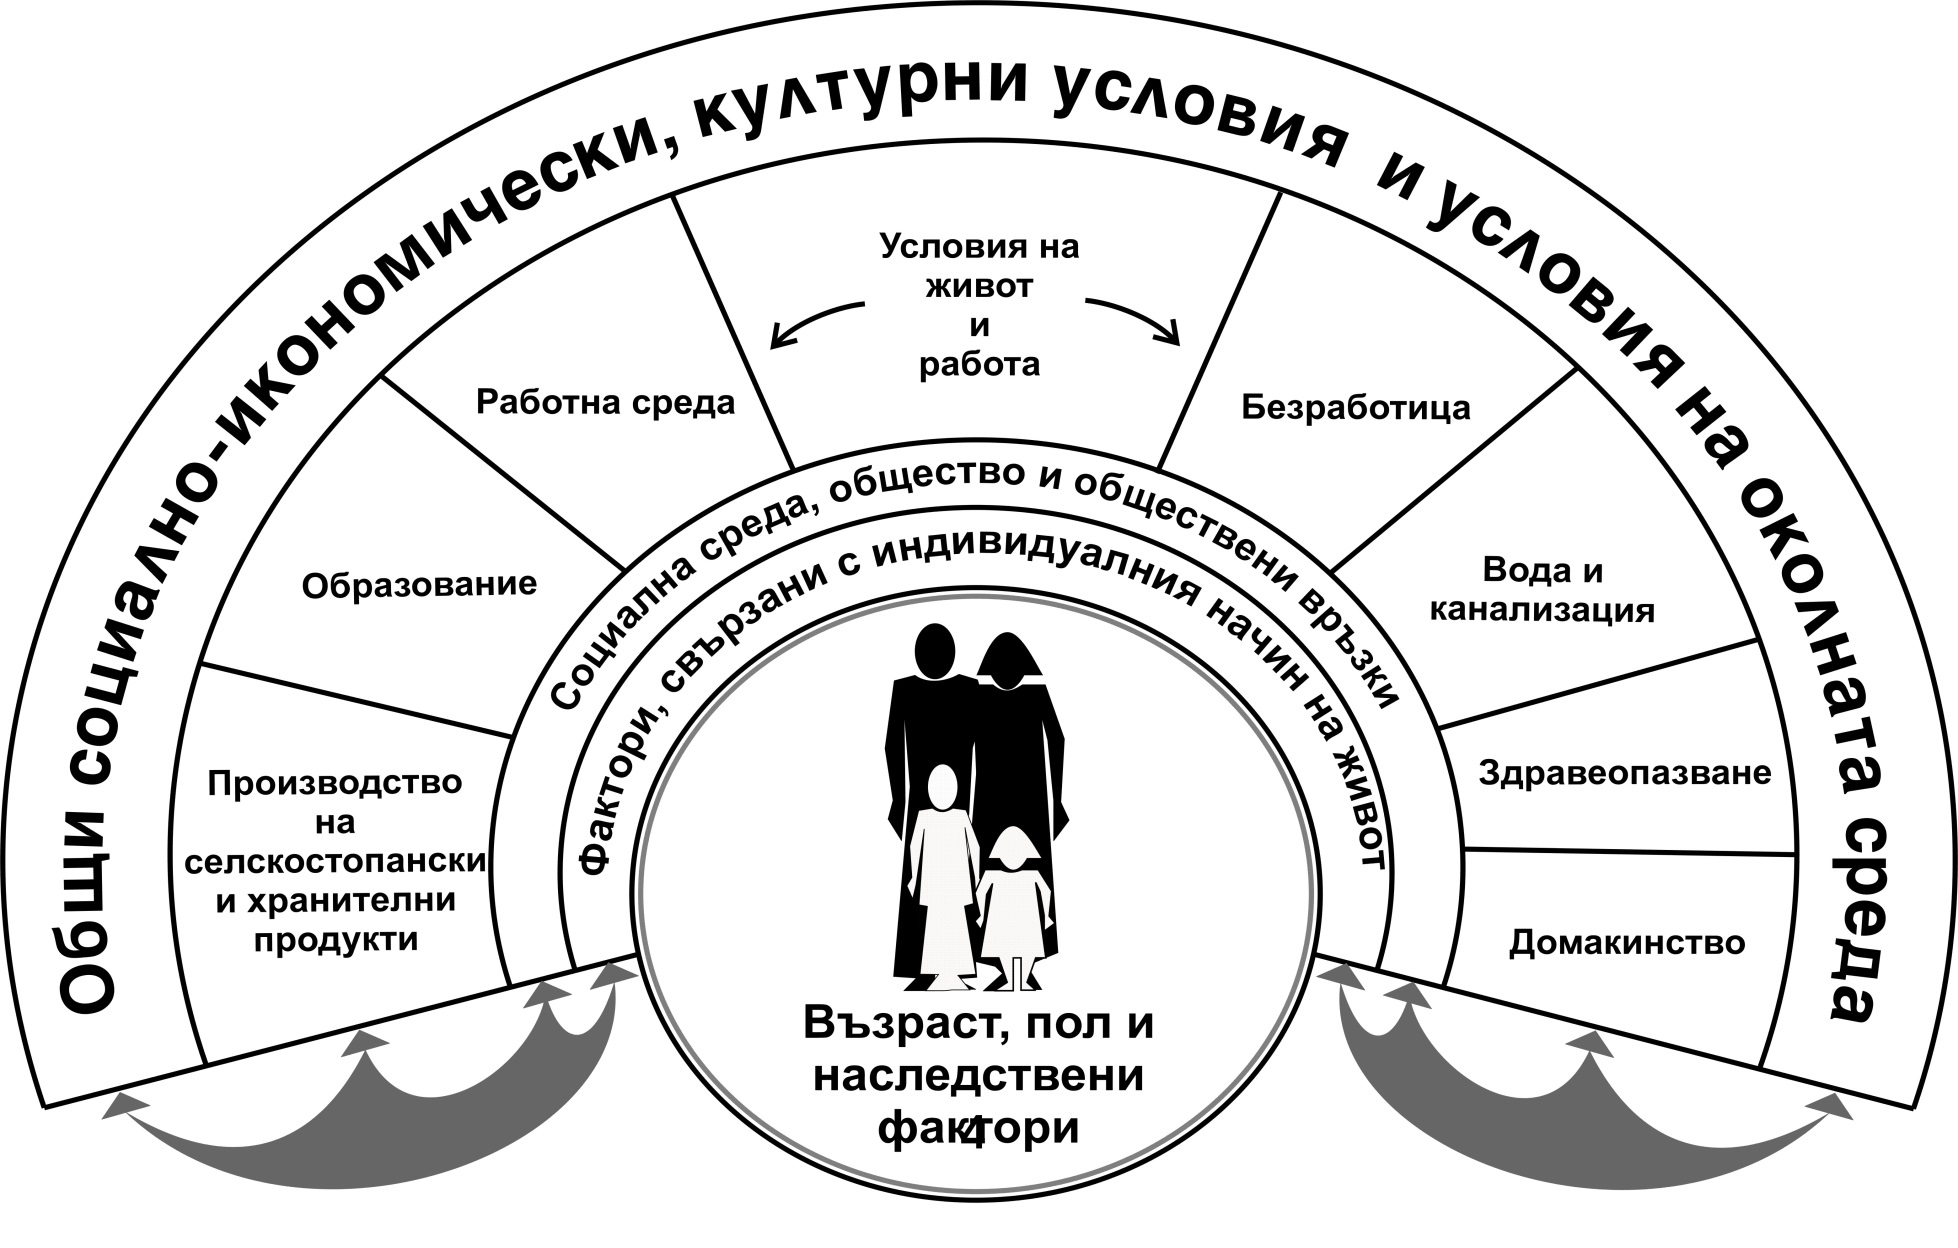 Общи социално-икономически, културни условия и условия на околната среда
Условия на
живот
и
работа
Работна среда
Безработица
Образование
Вода и
канализация
Производство
на
селскостопански
и хранителни
продукти
Здравеопазване
Домакинство
Социална среда, общество и обществени връзки
Фактори, свързани с индивидуалния начин на живот
Възраст, пол и
наследствени
фактори
4